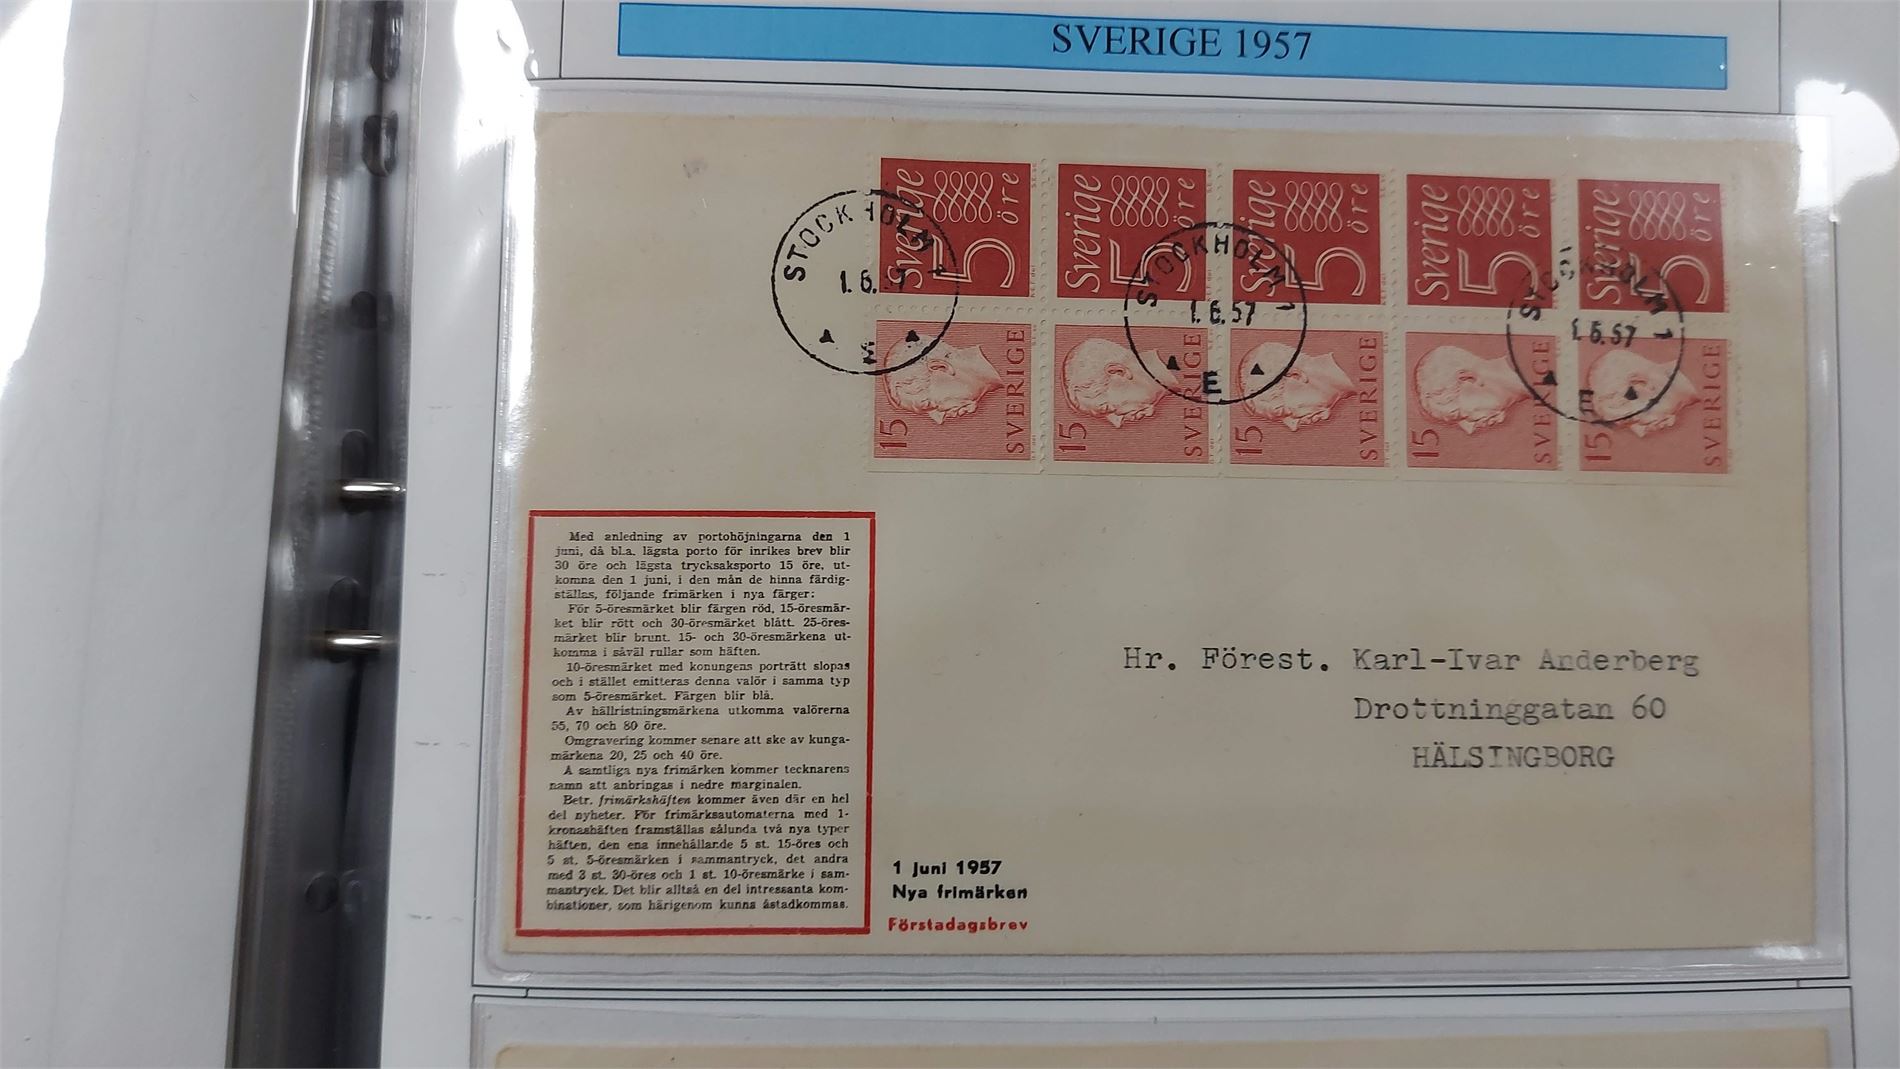 SVERIGE 1957
Sverige 5 öre
Sverige 5 öre
Sverige 5 öre
Sverige 5 öre
Sverige 5 öre
STOCKHOLM 1
1.6.57
E
STOCKHOLM 1
1.6.57
E
STOCKHOLM 1
1.6.57
E
15 SVERIGE
15 SVERIGE
15 SVERIGE
15 SVERIGE
15 SVERIGE
Med anledning av portohöjningarna den 1
juni, då bl.a. lägsta porto för inrikes brev blir
30 öre och lägsta trycksaksporto 15 öre, ut-
komna den 1 juni, i den mån de hinna färdig-
ställas, följande frimärken i nya färger:
För 5-öresmärket blir färgen röd, 15-öresmär-
ket blir rött och 30-öresmärket blått. 25-öres-
märket blir brunt. 15- och 30-öresmärkena ut-
komma i såväl rullar som häften.
10-öresmärket med konungens porträtt slopas
och i stället emitteras denna valör i samma typ
som 5-öresmärket. Färgen blir blå.
Av hällristningsmärkena utkomma valörerna
55, 70 och 80 öre.
Omgravering kommer senare att ske av kunga-
märkena 20, 25 och 40 öre.
Å samtliga nya frimärken kommer tecknarens
namn att anbringas i nedre marginalen.
Betr. frimärkshäften kommer även där en hel
del nyheter. För frimärksautomaterna med 1-
kronashäften framställas sålunda två nya typer
häften, den ena innehållande 5 st. 15-öres och
5 st. 5-öresmärken i sammantryck, det andra
med 3 st. 30-öres och 1 st. 10-öresmärke i sam-
mantryck. Det blir alltså en del intressanta kom-
binationer, som härigenom kunna åstadkommas.
1 juni 1957
Nya frimärken
Förstadagsbrev
Hr. Förest. Karl-Ivar Anderberg
Drottninggatan 60
HÄLSINGBORG